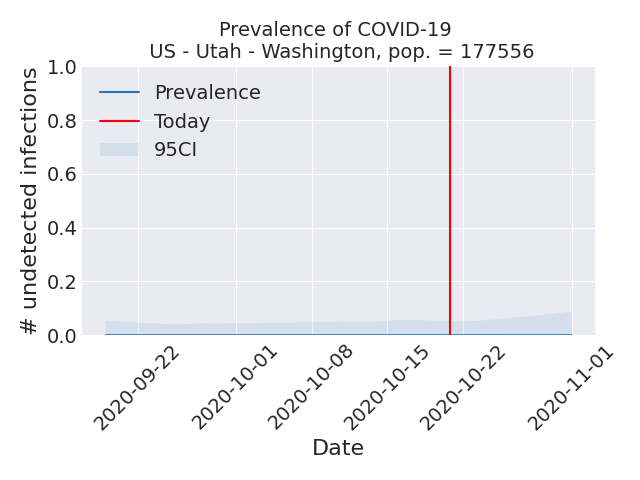 Prevalence of COVID-19
US - Utah - Washington, pop. = 177556
# undetected infections
1.0
0.8
0.6
0.4
0.2
0.0
Prevalence
Today
95CI
2020-09-22
2020-10-01
2020-10-08
2020-10-15
2020-10-22
2020-11-01
Date